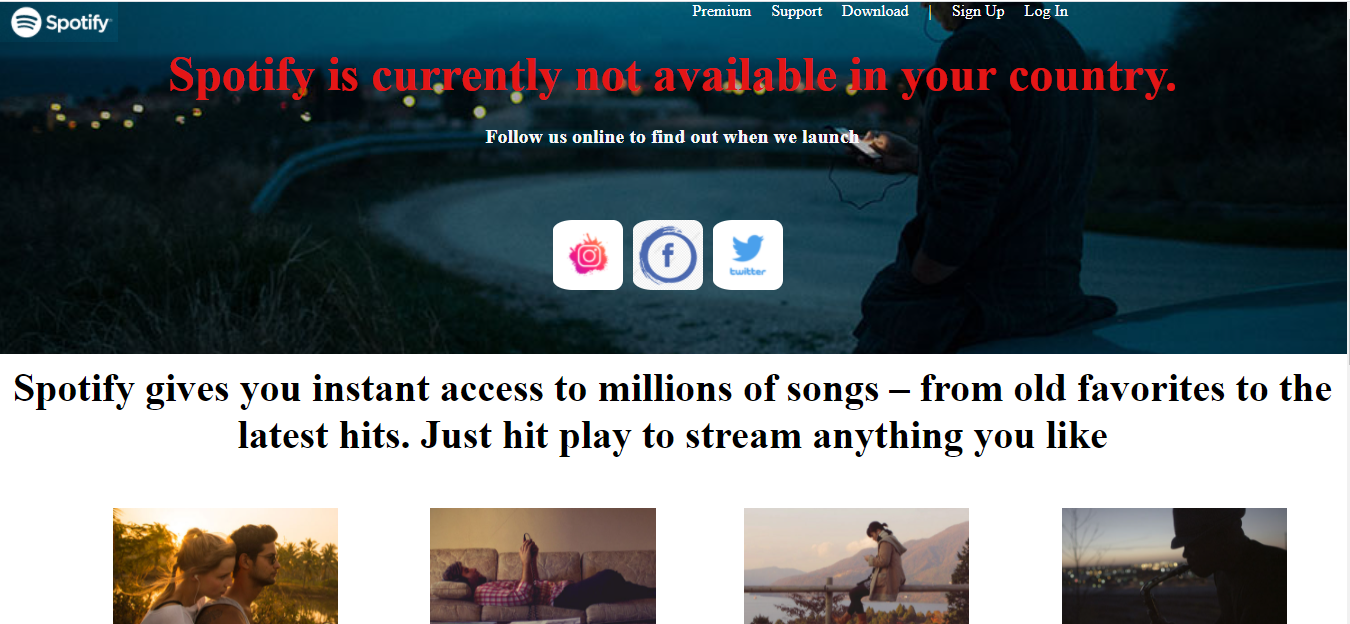 Spotify
Premium Support Download | Sign Up Log In
Spotify is currently not available in your country.
Follow us online to find out when we launch
f
twitter
Spotify gives you instant access to millions of songs – from old favorites to the
latest hits. Just hit play to stream anything you like